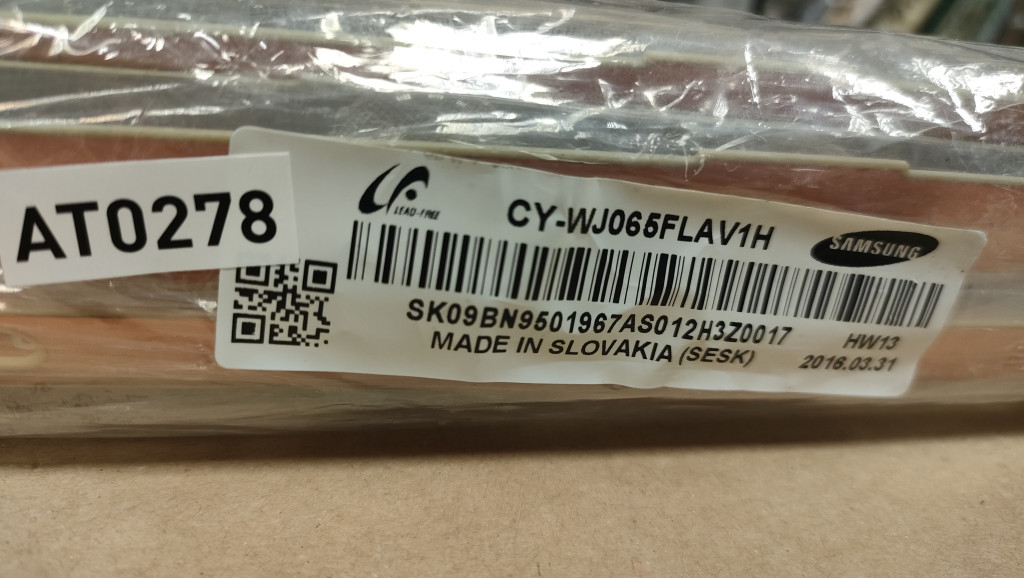 AT0278
LEAD-FREE
CY-WJ065FLAV1H
SAMSUNG
SK09BN9501967AS012H3Z0017
HW13
MADE IN SLOVAKIA (SESK)
2016.03.31